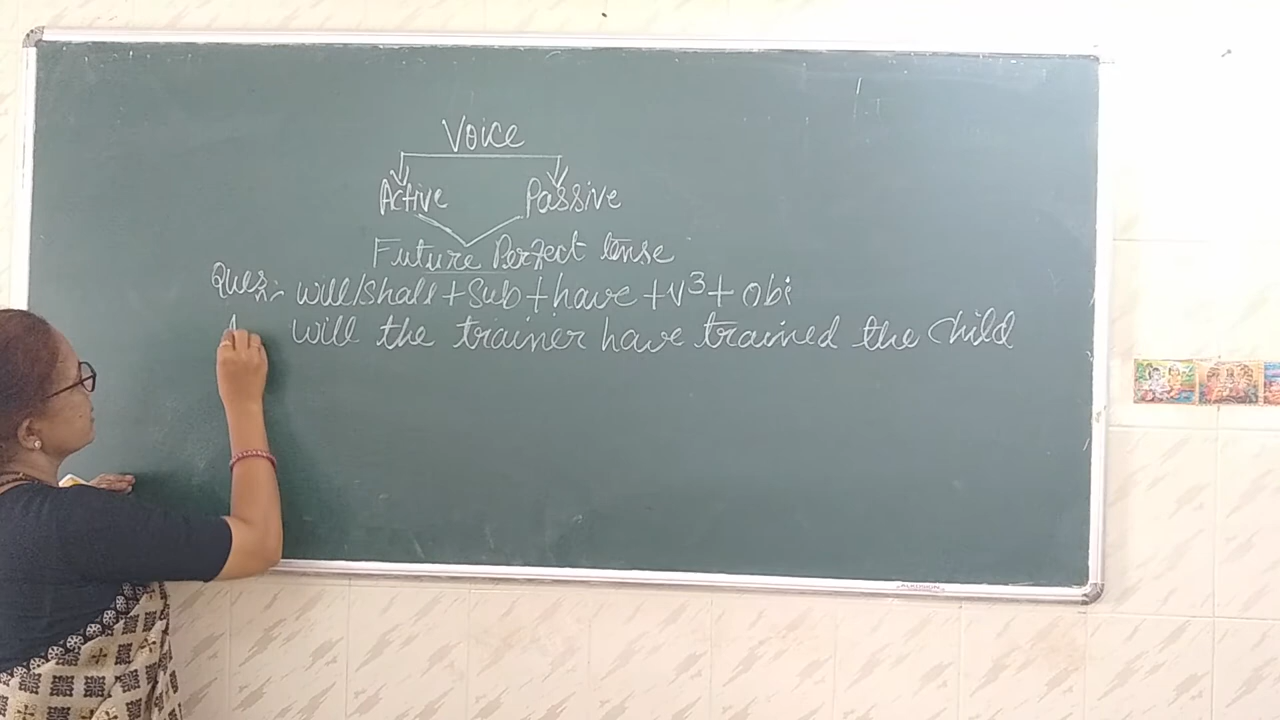 Voice
Active Passive
Future Perfect tense
Ques:- will/shall + Sub + have + V³ + obj
will the trainer have trained the child